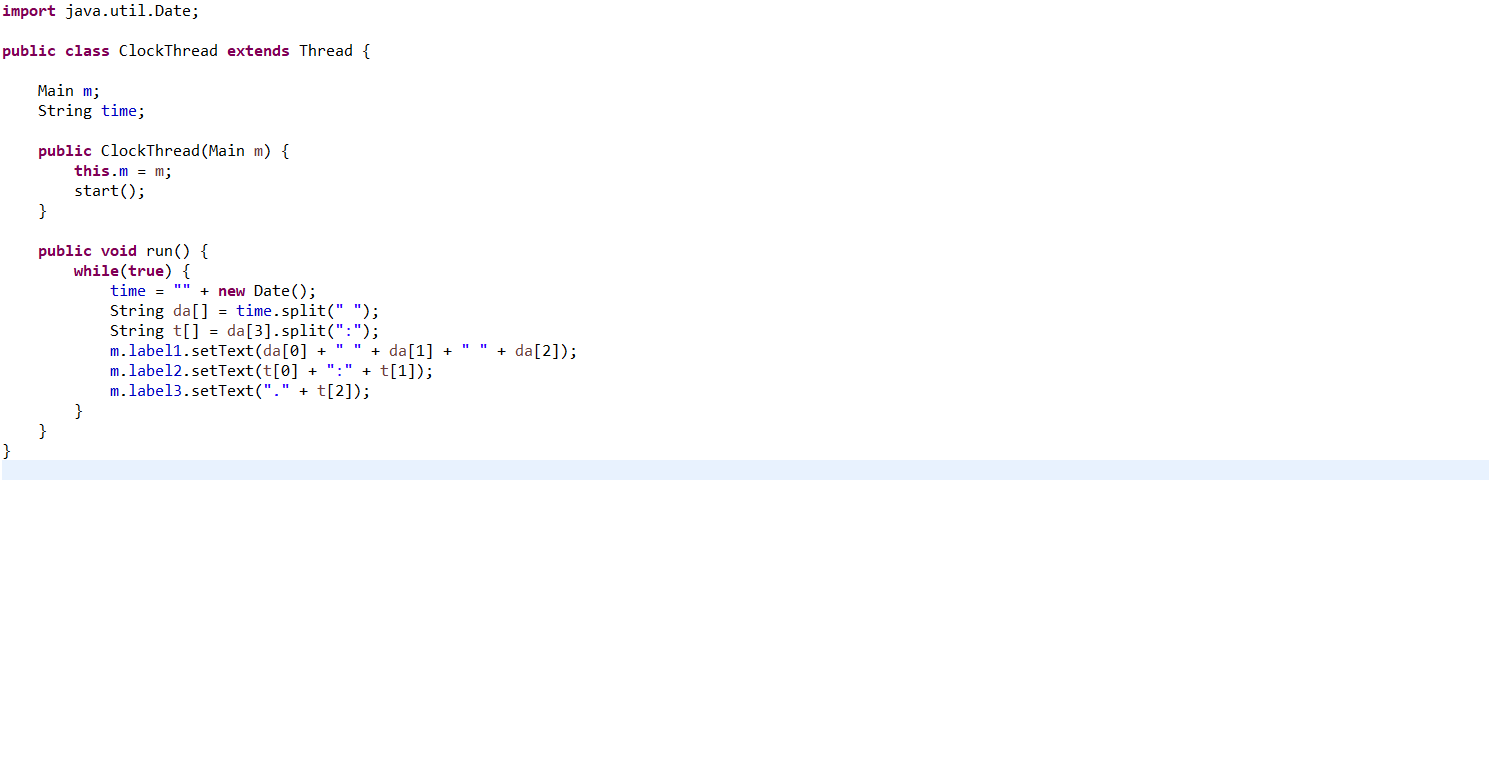 import java.util.Date;
public class ClockThread extends Thread {
Main m;
String time;
public ClockThread(Main m) {
this.m = m;
start();
}
public void run() {
while(true) {
time = "" + new Date();
String da[] = time.split(" ");
String t[] = da[3].split(":");
m.label1.setText(da[0] + " " + da[1] + " " + da[2]);
m.label2.setText(t[0] + ":" + t[1]);
m.label3.setText("." + t[2]);
}
}
}